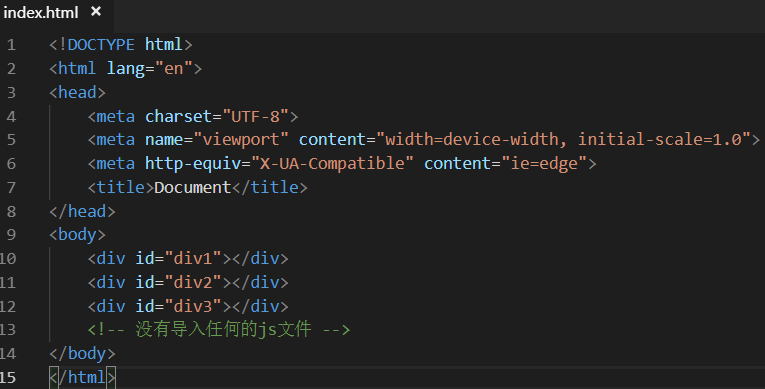 index.html ×
1 <!DOCTYPE html>
2 <html lang="en">
3 <head>
4 <meta charset="UTF-8">
5 <meta name="viewport" content="width=device-width, initial-scale=1.0">
6 <meta http-equiv="X-UA-Compatible" content="ie=edge">
7 <title>Document</title>
8 </head>
9 <body>
10 <div id="div1"></div>
11 <div id="div2"></div>
12 <div id="div3"></div>
13 <!-- 没有导入任何的js文件 -->
14 </body>
15 </html>